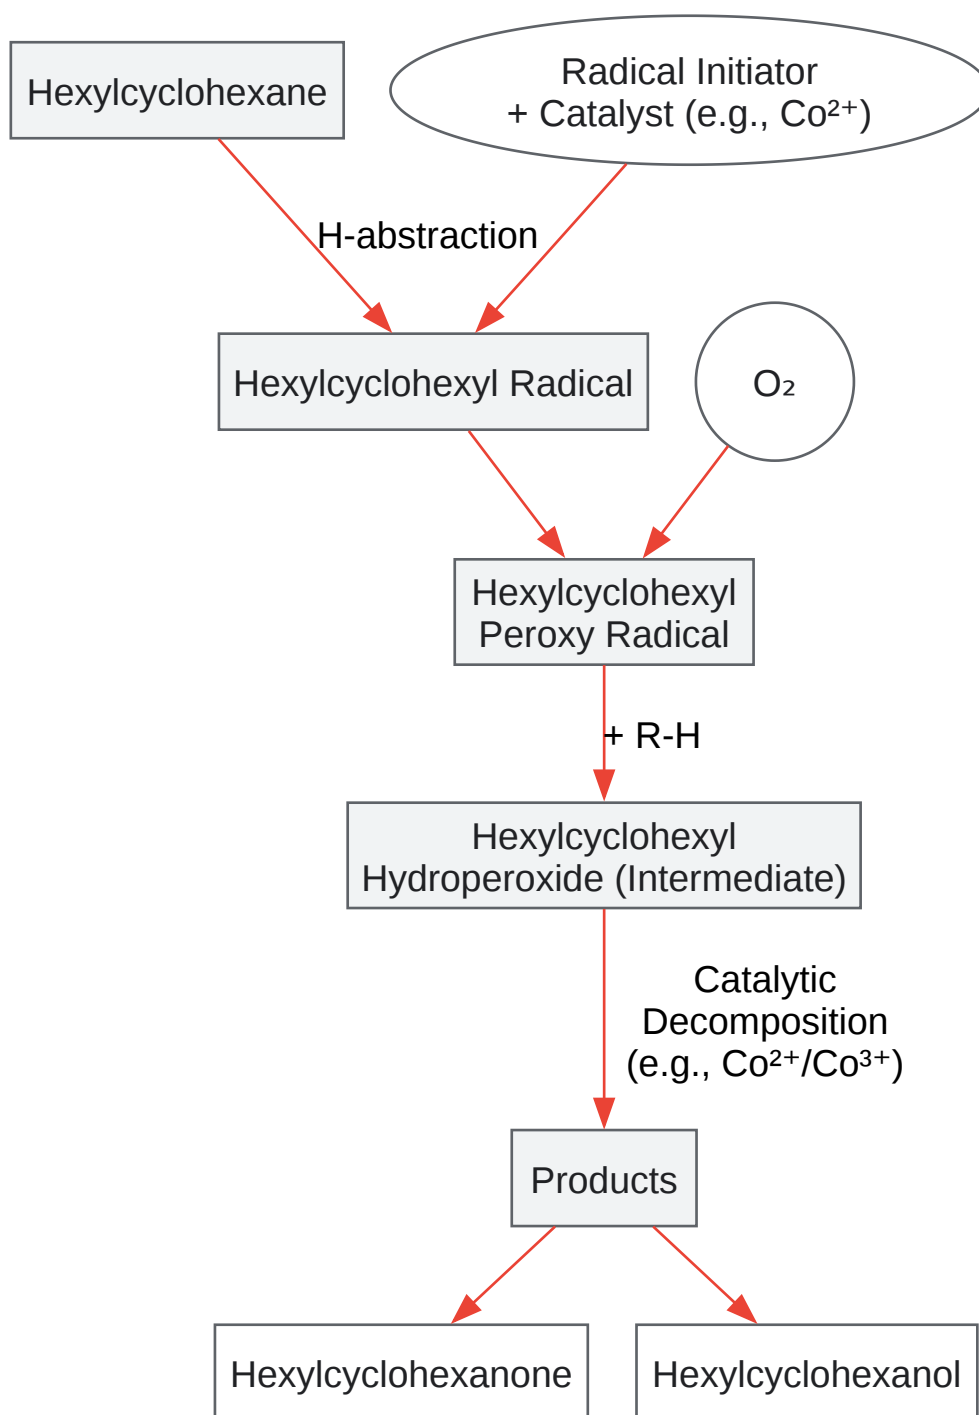 Hexylcyclohexane
Radical Initiator
+ Catalyst (e.g., Co²⁺)
H-abstraction
Hexylcyclohexyl Radical
O₂
Hexylcyclohexyl
Peroxy Radical
+ R-H
Hexylcyclohexyl
Hydroperoxide (Intermediate)
Catalytic
Decomposition
(e.g., Co²⁺/Co³⁺)
Products
Hexylcyclohexanone
Hexylcyclohexanol